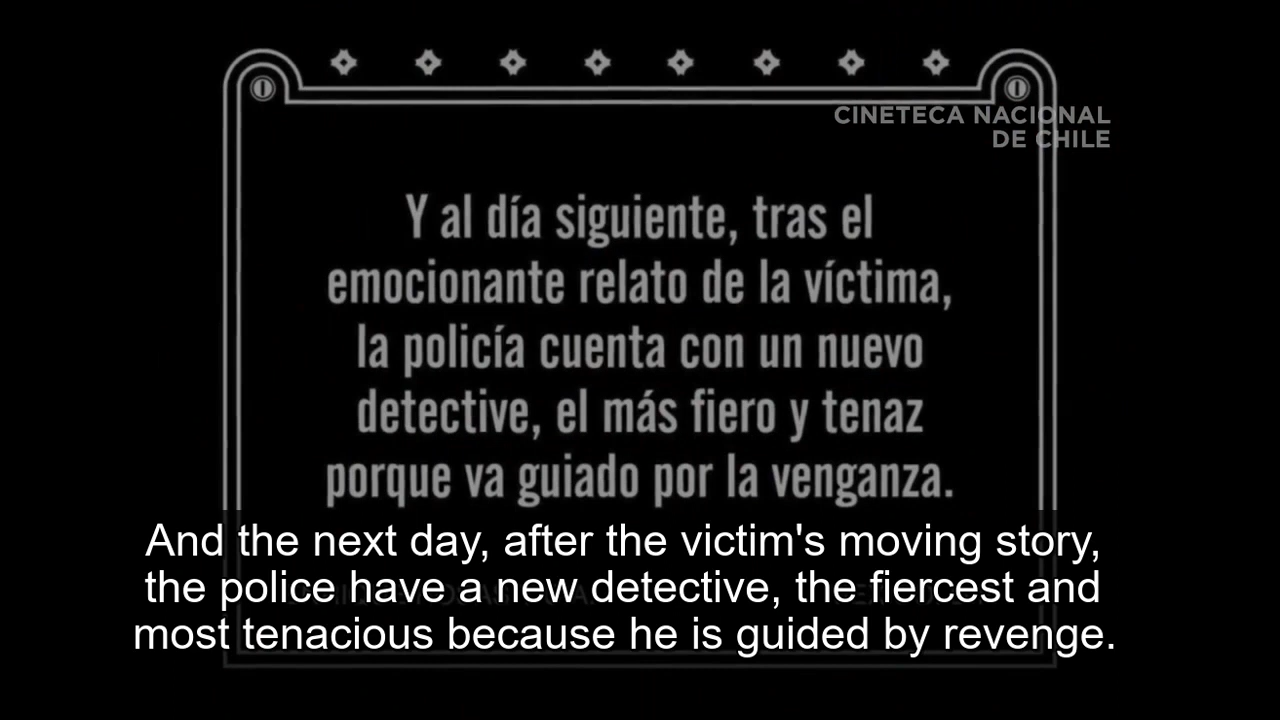 CINETECA NACIONAL
DE CHILE
Y al día siguiente, tras el
emocionante relato de la víctima,
la policía cuenta con un nuevo
detective, el más fiero y tenaz
porque va guiado por la venganza.
And the next day, after the victim's moving story,
the police have a new detective, the fiercest and
most tenacious because he is guided by revenge.